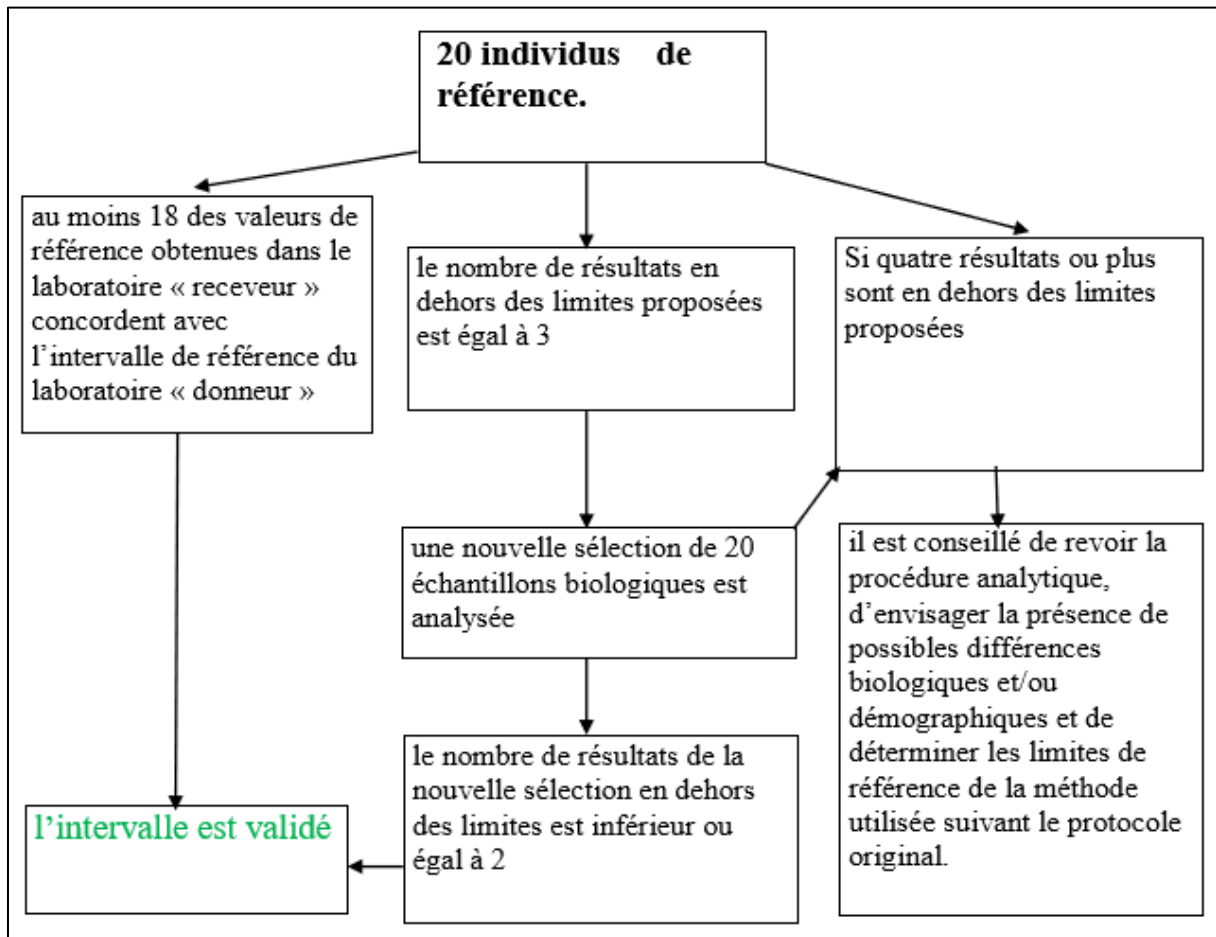 20 individus de
référence.
au moins 18 des valeurs de
référence obtenues dans le
laboratoire « receveur »
concordent avec
l’intervalle de référence du
laboratoire « donneur »
le nombre de résultats en
dehors des limites proposées
est égal à 3
Si quatre résultats ou plus
sont en dehors des limites
proposées
une nouvelle sélection de 20
échantillons biologiques est
analysée
il est conseillé de revoir la
procédure analytique,
d’envisager la présence de
possibles différences
biologiques et/ou
démographiques et de
déterminer les limites de
référence de la méthode
utilisée suivant le protocole
original.
le nombre de résultats de la
nouvelle sélection en dehors
des limites est inférieur ou
égal à 2
l’intervalle est validé